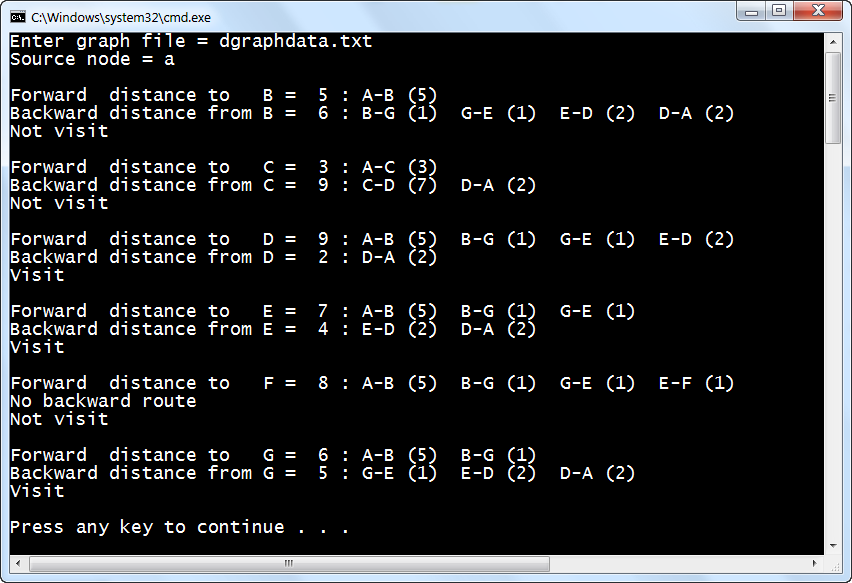 C:\Windows\system32\cmd.exe
Enter graph file = dgraphdata.txt
Source node = a
Forward  distance to   B =  5 : A-B (5)
Backward distance from B =  6 : B-G (1)  G-E (1)  E-D (2)  D-A (2)
Not visit
Forward  distance to   C =  3 : A-C (3)
Backward distance from C =  9 : C-D (7)  D-A (2)
Not visit
Forward  distance to   D =  9 : A-B (5)  B-G (1)  G-E (1)  E-D (2)
Backward distance from D =  2 : D-A (2)
Visit
Forward  distance to   E =  7 : A-B (5)  B-G (1)  G-E (1)
Backward distance from E =  4 : E-D (2)  D-A (2)
Visit
Forward  distance to   F =  8 : A-B (5)  B-G (1)  G-E (1)  E-F (1)
No backward route
Not visit
Forward  distance to   G =  6 : A-B (5)  B-G (1)
Backward distance from G =  5 : G-E (1)  E-D (2)  D-A (2)
Visit
Press any key to continue . . .